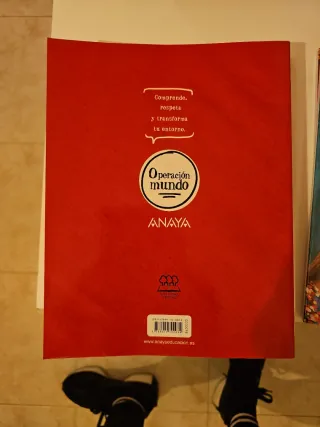 Comprende,
respeta
y transforma
tu entorno.
Operación
mundo
ANAYA
www.anayaeducacion.es